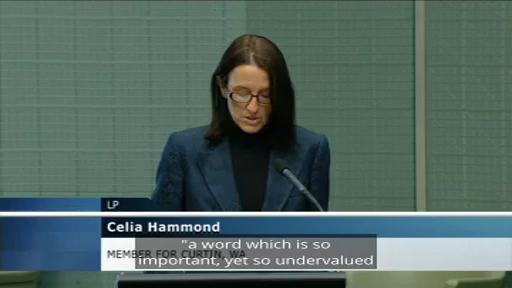 LP
Celia Hammond
MEMBER FOR CURTIN, WA
"a word which is so
important, yet so undervalued